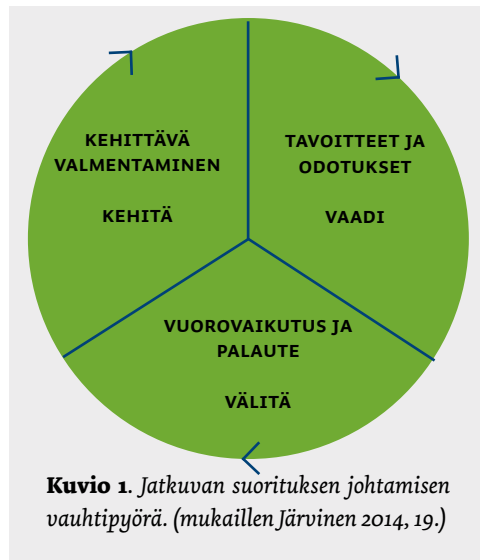 KEHITTÄVÄ
VALMENTAMINEN
KEHITÄ
TAVOITTEET JA
ODOTUKSET
VAADI
VUOROVAIKUTUS JA
PALAUTE
VÄLITÄ
Kuvio 1. Jatkuvan suorituksen johtamisen
vauhtipyörä. (mukaillen Järvinen 2014, 19.)